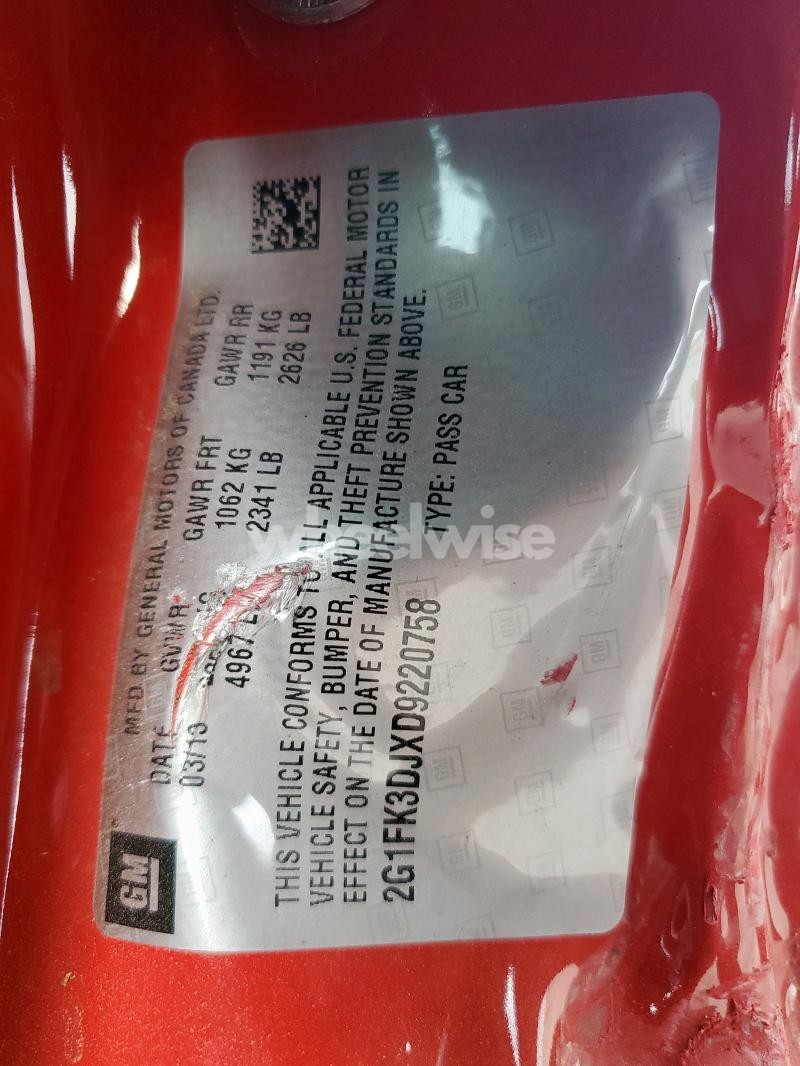 GM
MFD BY GENERAL MOTORS OF CANADA LTD.
DATE GVWR GAWR FRT GAWR RR
03/13 1062 KG 1191 KG
2341 LB 2626 LB
THIS VEHICLE CONFORMS TO ALL APPLICABLE U.S. FEDERAL MOTOR
VEHICLE SAFETY, BUMPER, AND THEFT PREVENTION STANDARDS IN
EFFECT ON THE DATE OF MANUFACTURE SHOWN ABOVE.
2G1FK3DJXD9220758 TYPE: PASS CAR
wheelwise